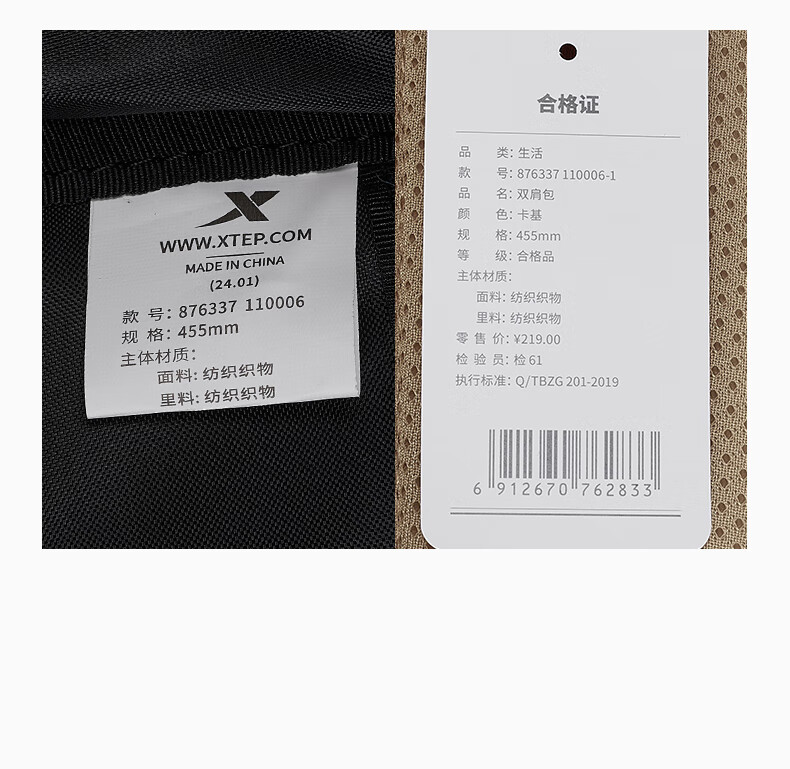 WWW.XTEP.COM
MADE IN CHINA
(24.01)
款 号: 876337 110006
规 格: 455mm
主体材质:
面料: 纺织织物
里料: 纺织织物
合格证
品 类: 生活
款 号: 876337 110006-1
品 名: 双肩包
颜 色: 卡基
规 格: 455mm
等 级: 合格品
主体材质:
面料: 纺织织物
里料: 纺织织物
零 售 价: ¥219.00
检 验 员: 检 61
执行标准: Q/TBZG 201-2019
6 912670 762833